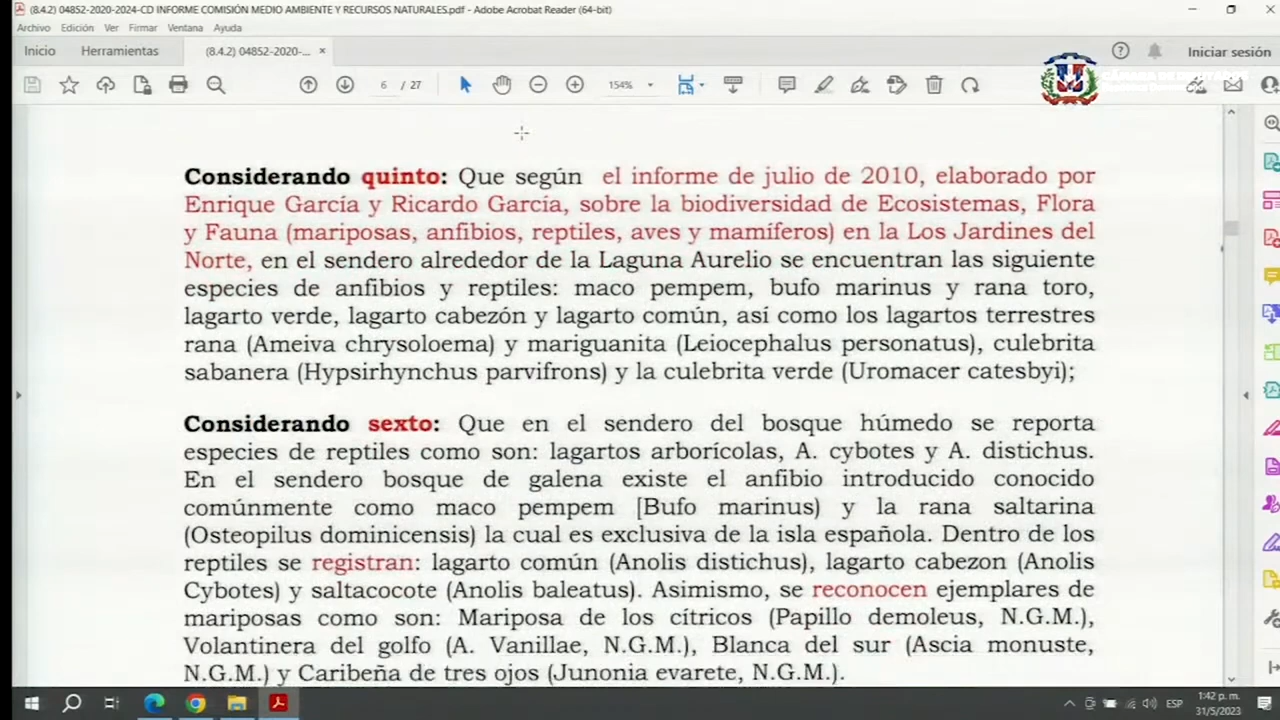 (8.4.2) 04852-2020-2024-CD INFORME COMISIÓN MEDIO AMBIENTE Y RECURSOS NATURALES.pdf - Adobe Acrobat Reader (64-bit)
Archivo Edición Ver Firmar Ventana Ayuda
Inicio Herramientas (8.4.2) 04852-2020-... × Iniciar sesión
6 / 27 154%
CÁMARA DE DIPUTADOS
Considerando quinto: Que según el informe de julio de 2010, elaborado por
Enrique García y Ricardo García, sobre la biodiversidad de Ecosistemas, Flora
y Fauna (mariposas, anfibios, reptiles, aves y mamíferos) en la Los Jardines del
Norte, en el sendero alrededor de la Laguna Aurelio se encuentran las siguiente
especies de anfibios y reptiles: maco pempem, bufo marinus y rana toro,
lagarto verde, lagarto cabezón y lagarto común, así como los lagartos terrestres
rana (Ameiva chrysoloema) y mariguanita (Leiocephalus personatus), culebrita
sabanera (Hypsirhynchus parvifrons) y la culebrita verde (Uromacer catesbyi);
Considerando sexto: Que en el sendero del bosque húmedo se reporta
especies de reptiles como son: lagartos arborícolas, A. cybotes y A. distichus.
En el sendero bosque de galena existe el anfibio introducido conocido
comúnmente como maco pempem [Bufo marinus) y la rana saltarina
(Osteopilus dominicensis) la cual es exclusiva de la isla española. Dentro de los
reptiles se registran: lagarto común (Anolis distichus), lagarto cabezon (Anolis
Cybotes) y saltacocote (Anolis baleatus). Asimismo, se reconocen ejemplares de
mariposas como son: Mariposa de los cítricos (Papillo demoleus, N.G.M.),
Volantinera del golfo (A. Vanillae, N.G.M.), Blanca del sur (Ascia monuste,
N.G.M.) y Caribeña de tres ojos (Junonia evarete, N.G.M.).
ESP 1:42 p. m.
31/5/2023